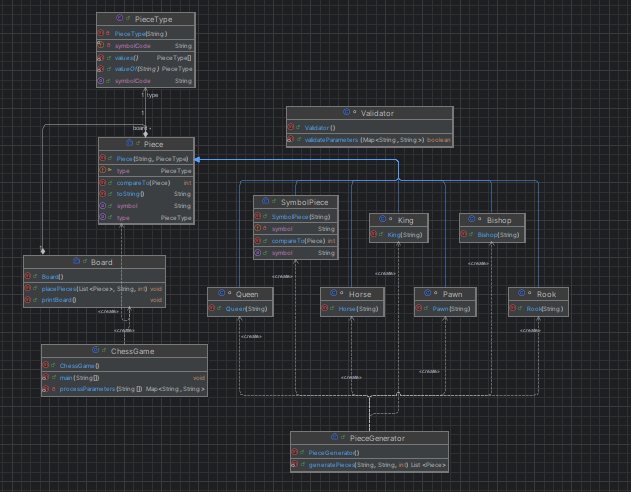 PieceType
PieceType(String)
symbolCode String
values() PieceType[]
valueOf(String) PieceType
symbolCode String
1 type
1
board *
Validator
Validator()
validateParameters (Map<String, String>) boolean
Piece
Piece(String, PieceType)
type PieceType
compareTo(Piece) int
toString() String
symbol String
type PieceType
SymbolPiece
SymbolPiece(String)
symbol String
compareTo(Piece) int
symbol String
King
King(String)
Bishop
Bishop(String)
1
Board
Board()
placePieces(List<Piece>, String, int) void
printBoard() void
«create»
«create»
«create»
«create»
Queen
Queen(String)
Horse
Horse(String)
Pawn
Pawn(String)
Rook
Rook(String)
«create»
«create»
«create»
«create»
«create»
ChessGame
ChessGame()
main(String[]) void
processParameters(String[]) Map<String, String>
PieceGenerator
PieceGenerator()
generatePieces(String, String, int) List<Piece>